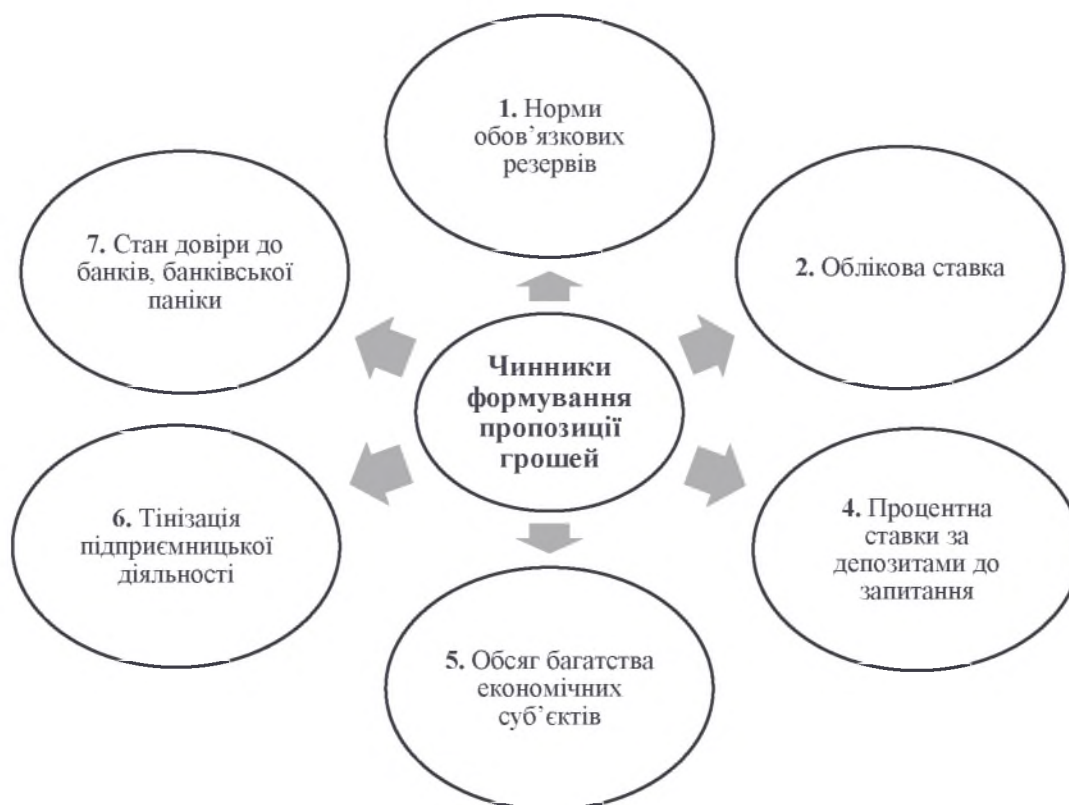 1. Норми
обов’язкових
резервів
7. Стан довіри до
банків, банківської
паніки
2. Облікова ставка
Чинники
формування
пропозиції
грошей
6. Тінізація
підприємницької
діяльності
4. Процентна
ставки за
депозитами до
запитання
5. Обсяг багатства
економічних
суб’єктів